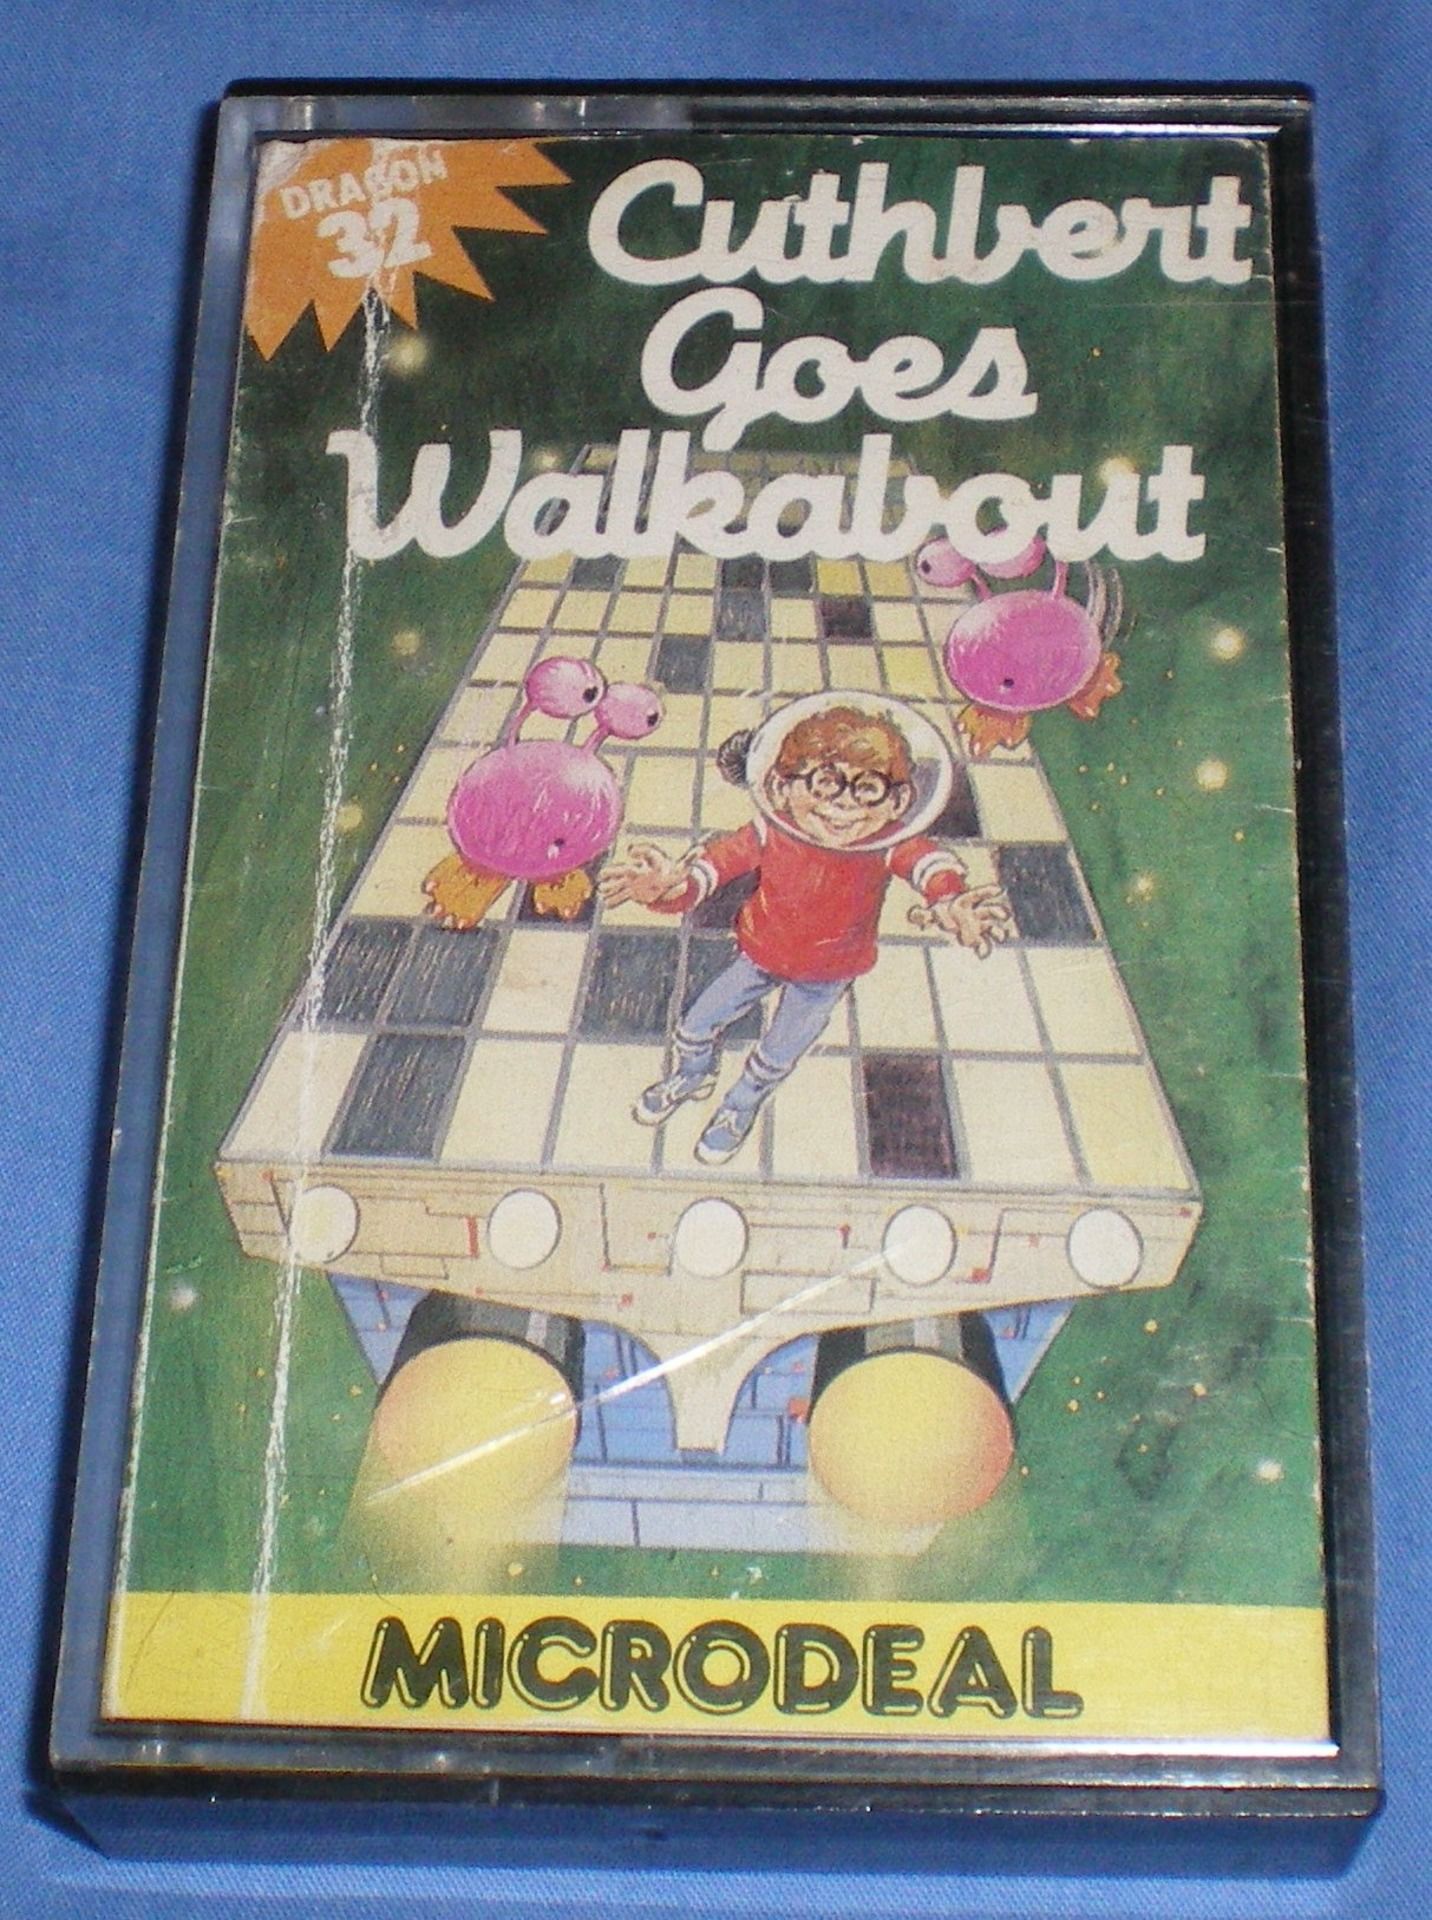 DRAGON
32
Cuthbert
Goes
Walkabout
MICRODEAL